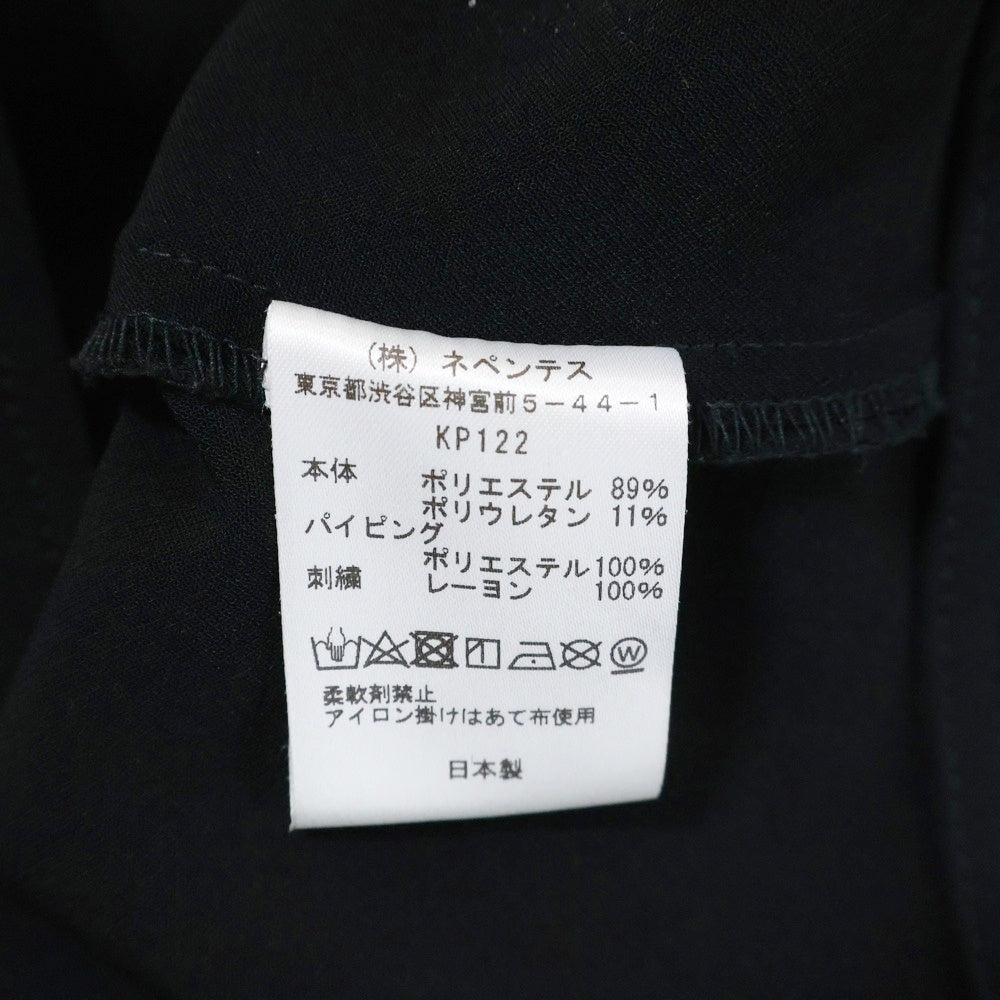 （株）ネペンテス
東京都渋谷区神宮前5－44－1
KP122
本体
ポリエステル 89%
ポリウレタン 11%
パイピング
ポリエステル 100%
刺繍
レーヨン 100%
W
柔軟剤禁止
アイロン掛けはあて布使用
日本製